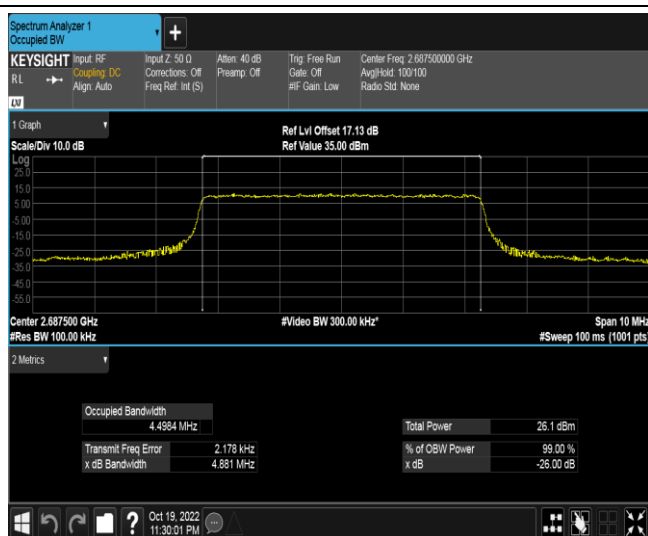 Spectrum Analyzer 1
Occupied BW
+
KEYSIGHT
RL
LXI
Input: RF
Coupling: DC
Align: Auto
Input Z: 50 Ω
Corrections: Off
Freq Ref: Int (S)
Atten: 40 dB
Preamp: Off
Trig: Free Run
Gate: Off
#IF Gain: Low
Center Freq: 2.687500000 GHz
Avg|Hold: 100/100
Radio Std: None
1 Graph
Scale/Div 10.0 dB
Ref Lvl Offset 17.13 dB
Ref Value 35.00 dBm
Log
25.0
15.0
5.00
-5.00
-15.0
-25.0
-35.0
-45.0
-55.0
Center 2.687500 GHz
#Res BW 100.00 kHz
#Video BW 300.00 kHz*
Span 10 MHz
#Sweep 100 ms (1001 pts)
2 Metrics
Occupied Bandwidth
4.4984 MHz
Transmit Freq Error 2.178 kHz
x dB Bandwidth 4.881 MHz
Total Power 26.1 dBm
% of OBW Power 99.00 %
x dB -26.00 dB
?
Oct 19, 2022
11:30:01 PM